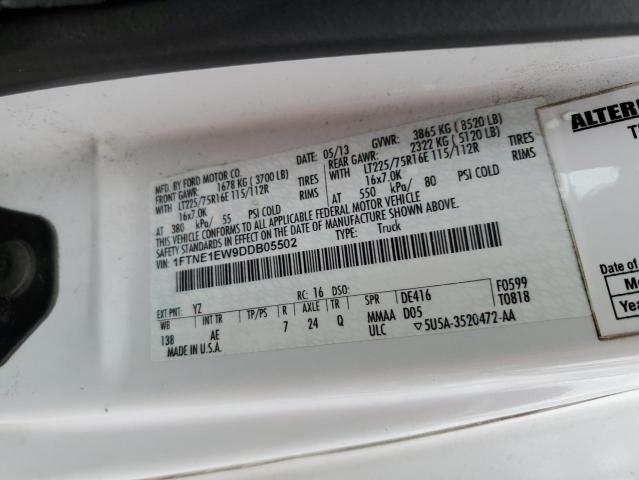 MFD. BY FORD MOTOR CO.
DATE: 05/13 GVWR: 3865 KG ( 8520 LB)
FRONT GAWR: 1678 KG ( 3700 LB) REAR GAWR: 2322 KG ( 5120 LB)
WITH LT225/75R16E 115/112R TIRES WITH LT225/75R16E 115/112R TIRES
16x7.0K RIMS 16x7.0K RIMS
AT 380 kPa/ 55 PSI COLD AT 550 kPa/ 80 PSI COLD
THIS VEHICLE CONFORMS TO ALL APPLICABLE FEDERAL MOTOR VEHICLE
SAFETY STANDARDS IN EFFECT ON THE DATE OF MANUFACTURE SHOWN ABOVE.
VIN: 1FTNE1EW9DDB05502 TYPE: Truck
F0599
EXT PNT: YZ RC: 16 DSO: T0818
WB INT TR TP/PS R AXLE TR SPR DE416
138 AE 7 24 Q MMAA D05
MADE IN U.S.A. ULC 5U5A-3520472-AA
ALTER
T
Date of
Mo
Yea